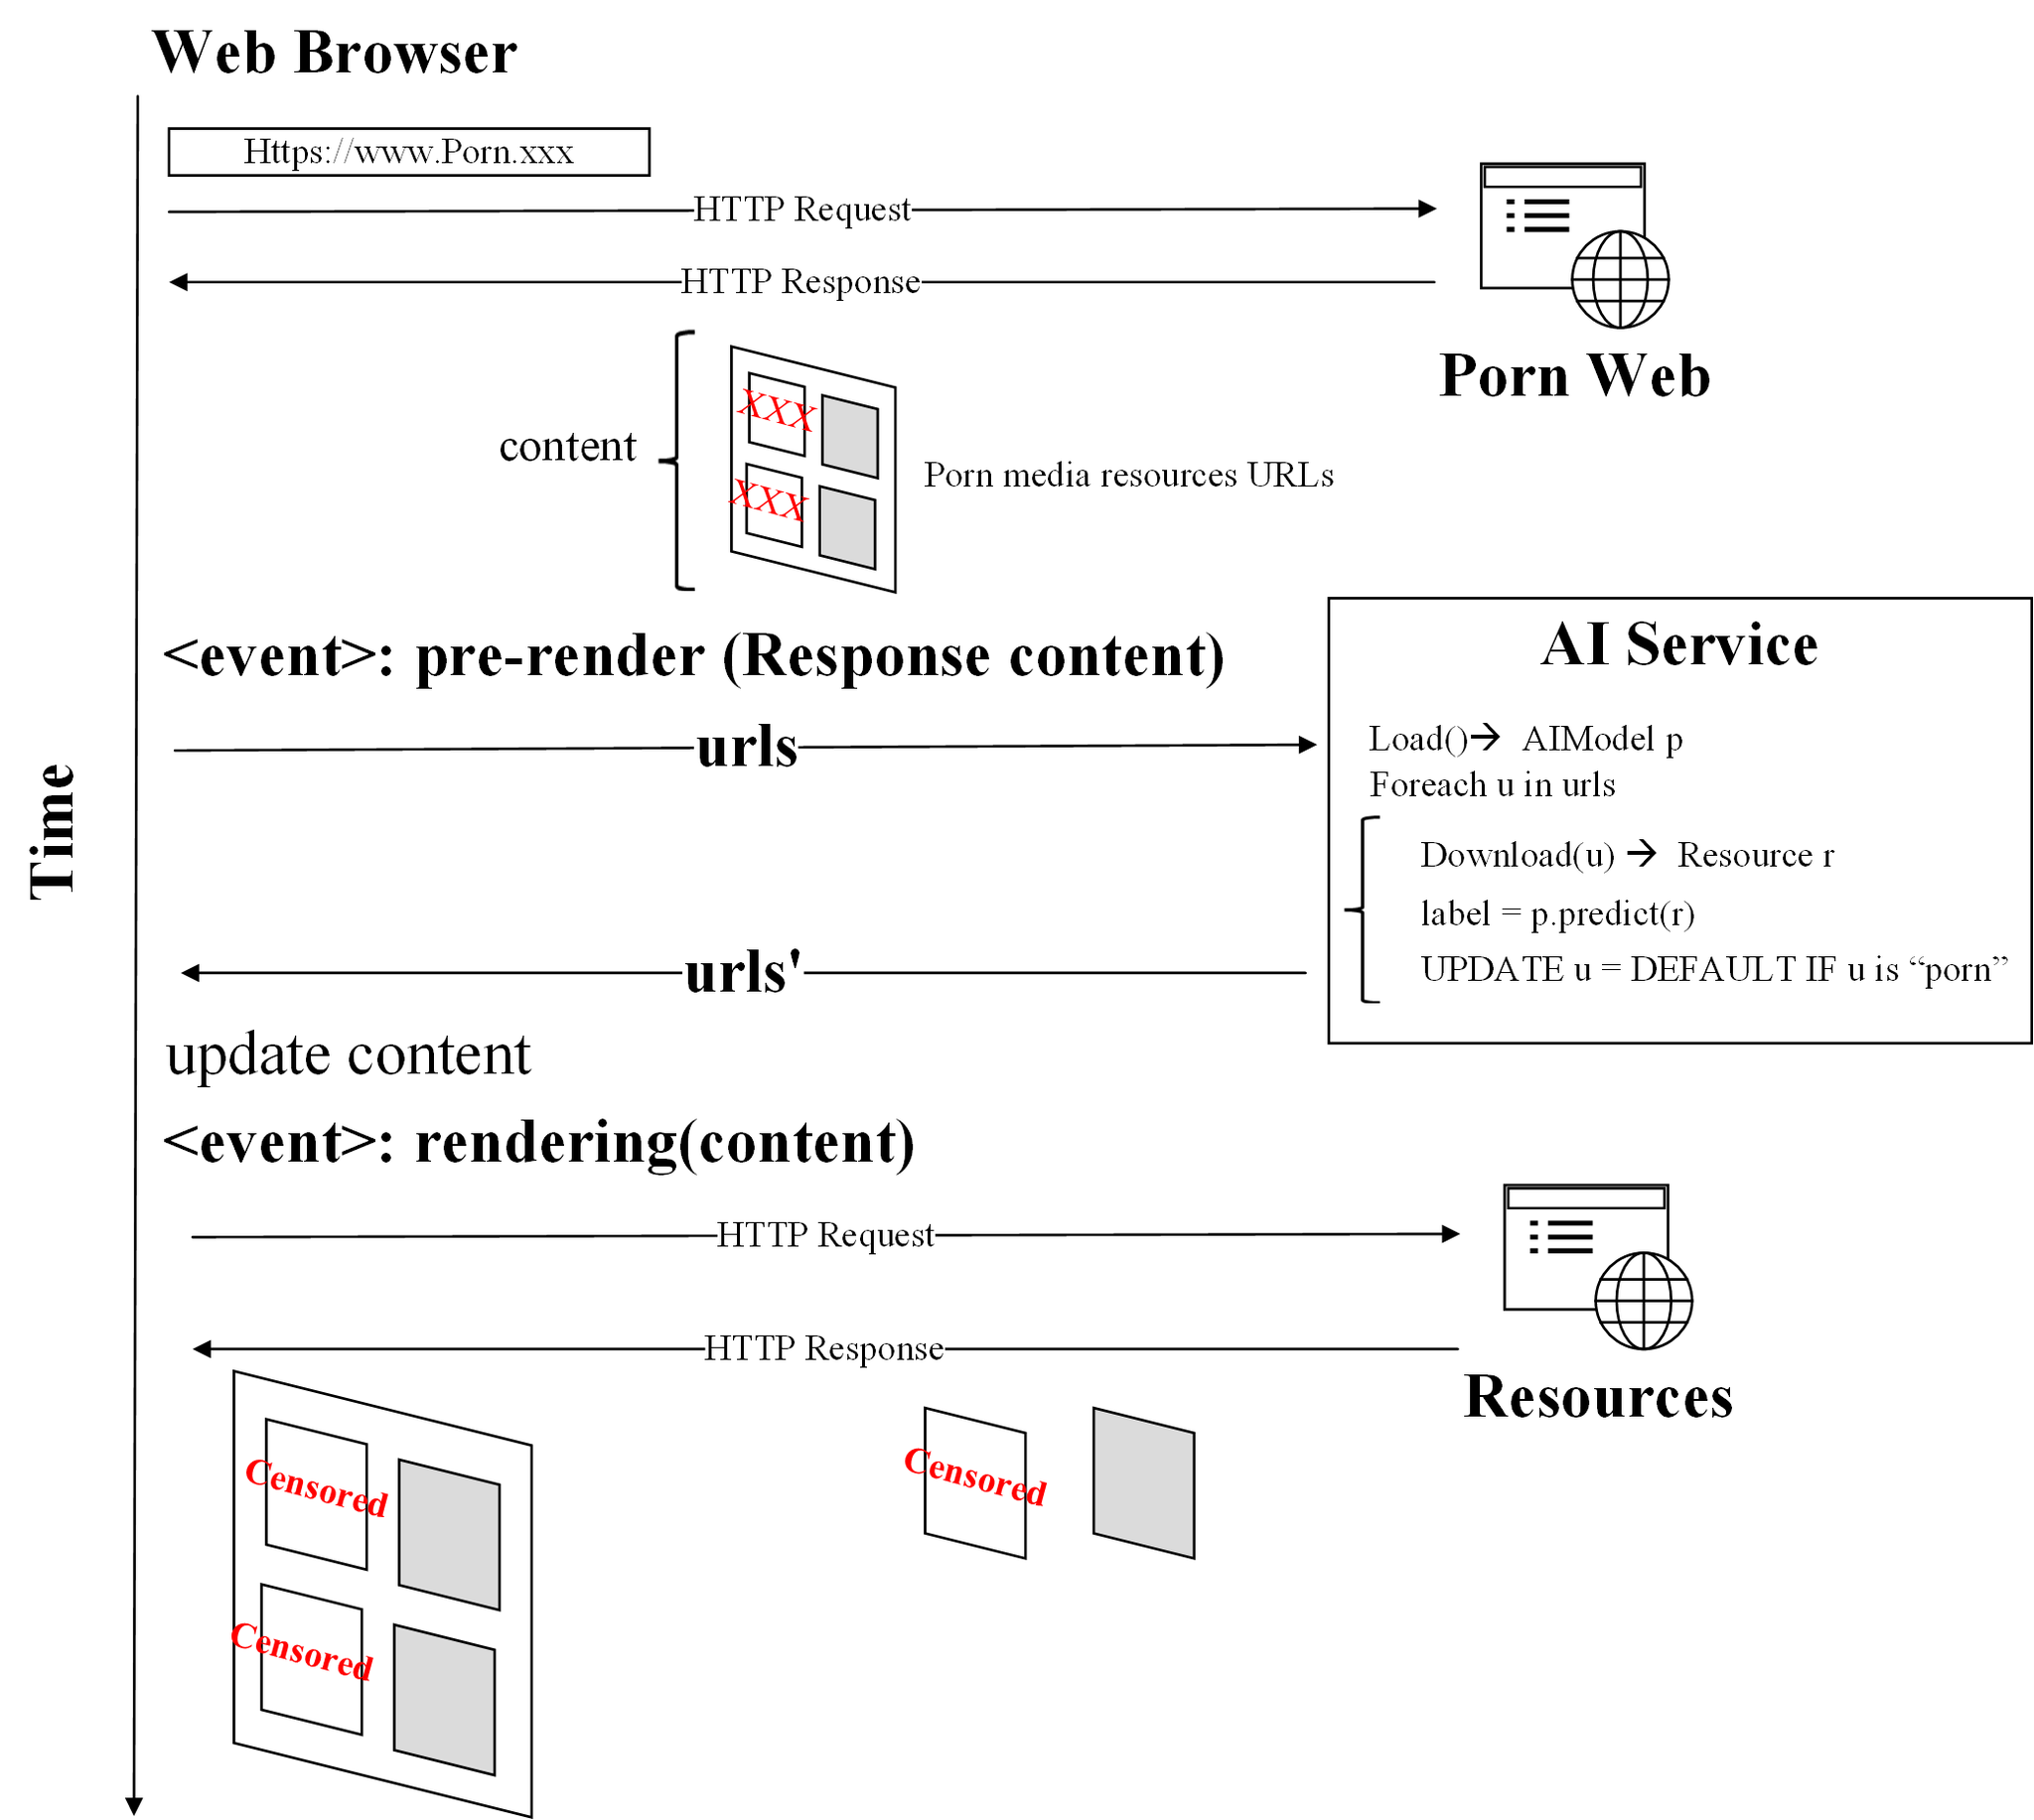 Web Browser
Https://www.Porn.xxx
HTTP Request
HTTP Response
Porn Web
XXX
XXX
content
Porn media resources URLs
<event>: pre-render (Response content)
AI Service
urls
Load()→ AIModel p
Foreach u in urls
Download(u) → Resource r
label = p.predict(r)
UPDATE u = DEFAULT IF u is “porn”
Time
urls'
update content
<event>: rendering(content)
HTTP Request
HTTP Response
Resources
Censored
Censored
Censored